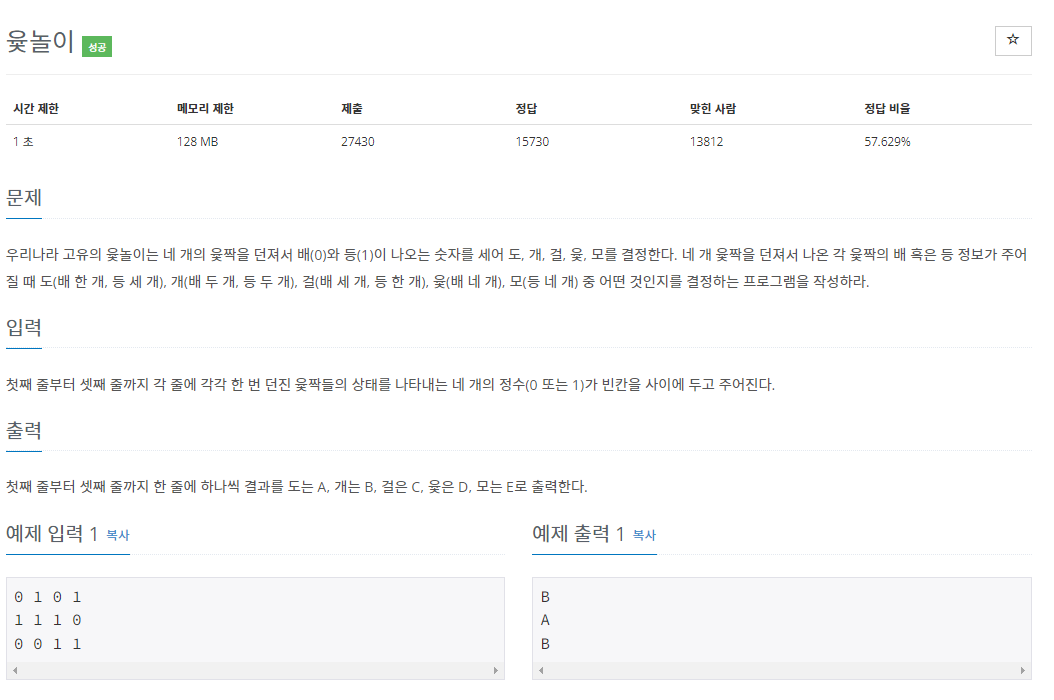 윷놀이 성공
☆
시간 제한 메모리 제한 제출 정답 맞힌 사람 정답 비율
1 초 128 MB 27430 15730 13812 57.629%
문제
우리나라 고유의 윷놀이는 네 개의 윷짝을 던져서 배(0)와 등(1)이 나오는 숫자를 세어 도, 개, 걸, 윷, 모를 결정한다. 네 개 윷짝을 던져서 나온 각 윷짝의 배 혹은 등 정보가 주어
질 때 도(배 한 개, 등 세 개), 개(배 두 개, 등 두 개), 걸(배 세 개, 등 한 개), 윷(배 네 개), 모(등 네 개) 중 어떤 것인지를 결정하는 프로그램을 작성하라.
입력
첫째 줄부터 셋째 줄까지 각 줄에 각각 한 번 던진 윷짝들의 상태를 나타내는 네 개의 정수(0 또는 1)가 빈칸을 사이에 두고 주어진다.
출력
첫째 줄부터 셋째 줄까지 한 줄에 하나씩 결과를 도는 A, 개는 B, 걸은 C, 윷은 D, 모는 E로 출력한다.
예제 입력 1 복사
0 1 0 1
1 1 1 0
0 0 1 1
예제 출력 1 복사
B
A
B